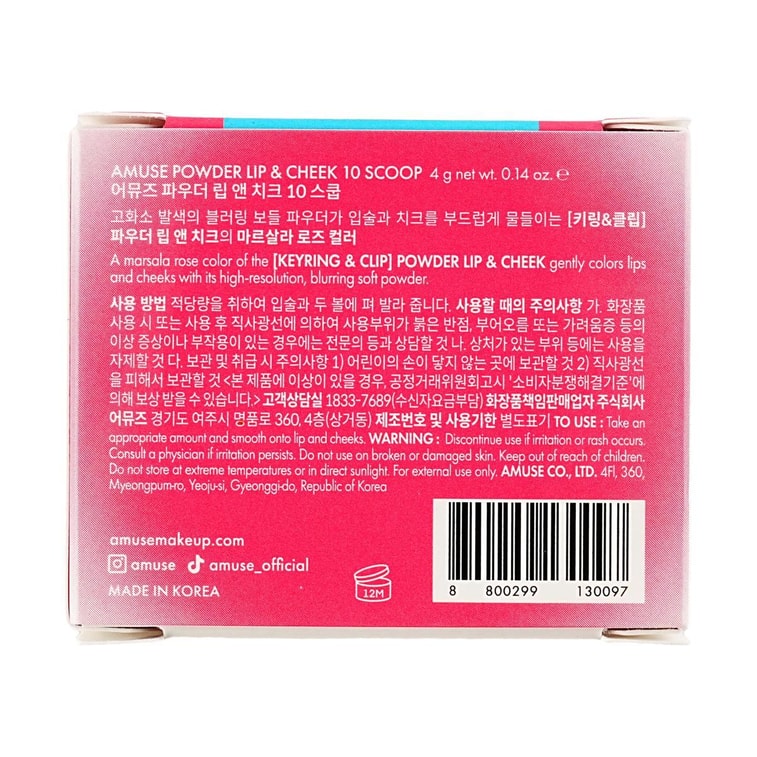 AMUSE POWDER LIP & CHEEK 10 SCOOP 4 g net wt. 0.14 oz. ℮
어뮤즈 파우더 립 앤 치크 10 스쿱
고화소 발색의 블러링 보들 파우더가 입술과 치크를 부드럽게 물들이는 [키링&클립]
파우더 립 앤 치크의 마르살라 로즈 컬러
A marsala rose color of the [KEYRING & CLIP] POWDER LIP & CHEEK gently colors lips
and cheeks with its high-resolution, blurring soft powder.
사용 방법 적당량을 취하여 입술과 두 볼에 펴 발라 줍니다. 사용할 때의 주의사항 가. 화장품
사용 시 또는 사용 후 직사광선에 의하여 사용부위가 붉은 반점, 부어오름 또는 가려움증 등의
이상 증상이나 부작용이 있는 경우에는 전문의 등과 상담할 것 나. 상처가 있는 부위 등에는 사용을
자제할 것 다. 보관 및 취급 시 주의사항 1) 어린이의 손이 닿지 않는 곳에 보관할 것 2) 직사광선
을 피해서 보관할 것 <본 제품에 이상이 있을 경우, 공정거래위원회고시 '소비자분쟁해결기준'에
의해 보상 받을 수 있습니다.> 고객상담실 1833-7689(수신자요금부담) 화장품책임판매업자 주식회사
어뮤즈 경기도 여주시 명품로 360, 4층(상거동) 제조번호 및 사용기한 별도표기 TO USE : Take an
appropriate amount and smooth onto lip and cheeks. WARNING : Discontinue use if irritation or rash occurs.
Consult a physician if irritation persists. Do not use on broken or damaged skin. Keep out of reach of children.
Do not store at extreme temperatures or in direct sunlight. For external use only. AMUSE CO., LTD. 4Fl, 360,
Myeongpum-ro, Yeoju-si, Gyeonggi-do, Republic of Korea
amusemakeup.com
amuse amuse_official
MADE IN KOREA
12M
8 800299 130097